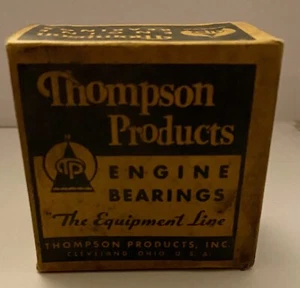 Thompson
Products
TP
ENGINE
BEARINGS
"The Equipment Line
THOMPSON PRODUCTS, INC.
CLEVELAND OHIO U.S.A.